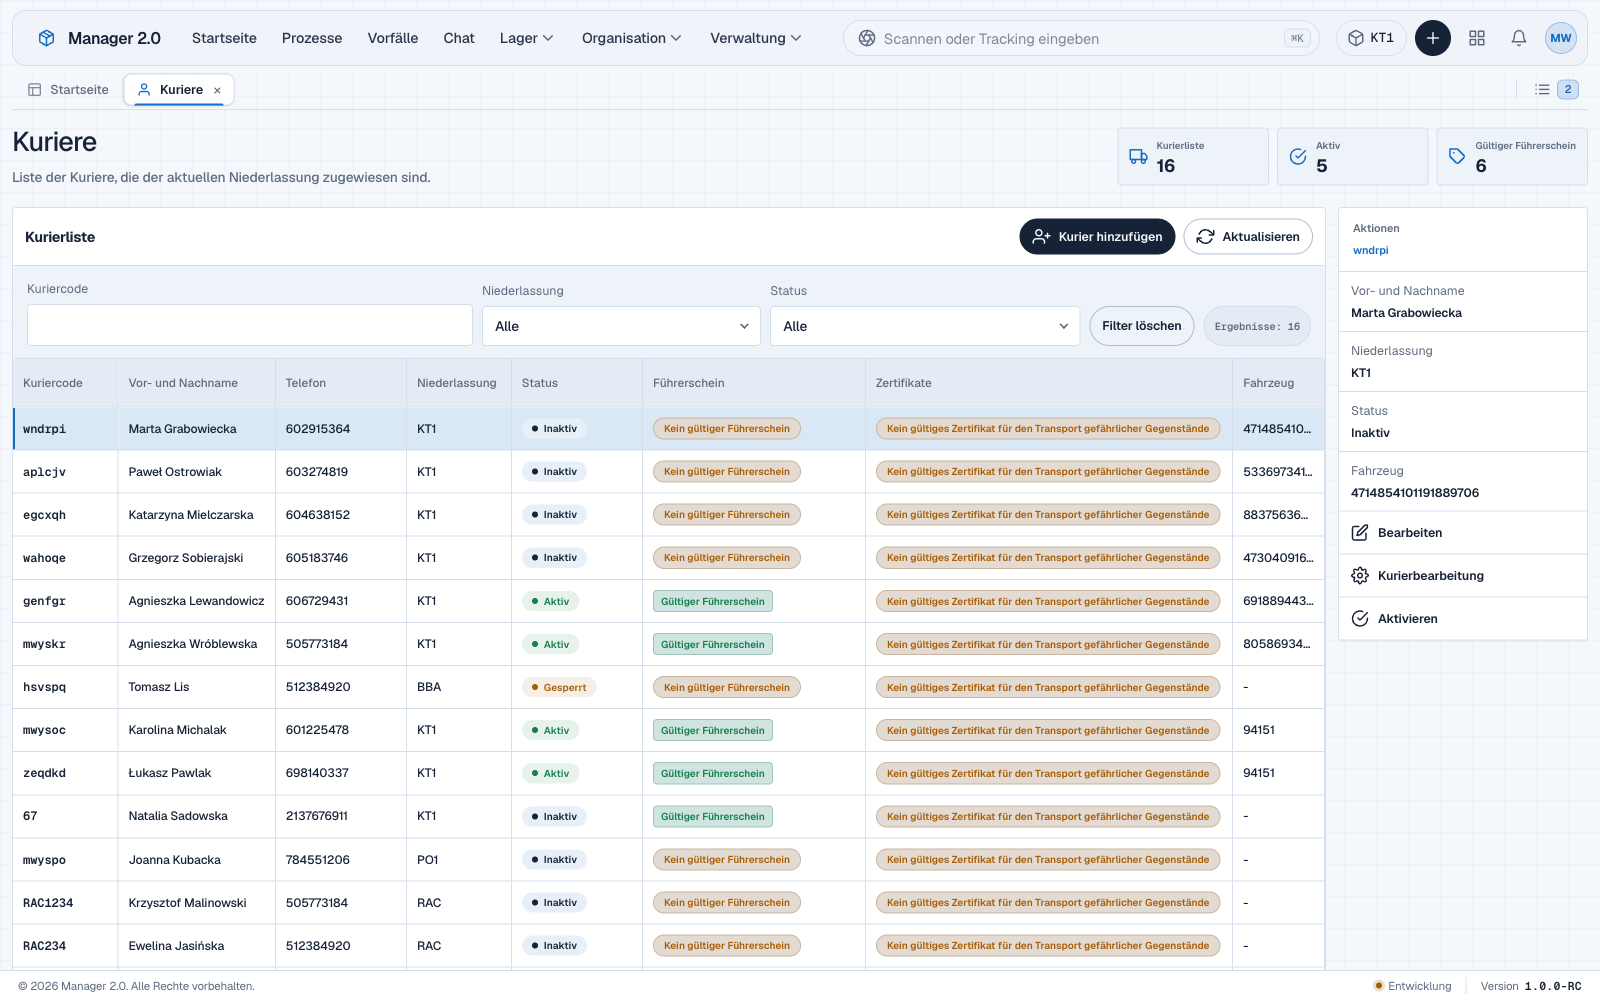 Manager 2.0 Startseite Prozesse Vorfälle Chat Lager Organisation Verwaltung Scannen oder Tracking eingeben ⌘K KT1 MW
Startseite Kuriere × 2
Kuriere
Liste der Kuriere, die der aktuellen Niederlassung zugewiesen sind.
Kurierliste
16
Aktiv
5
Gültiger Führerschein
6
Kurierliste Kurier hinzufügen Aktualisieren
Kuriercode Niederlassung Status
Alle Alle Filter löschen Ergebnisse: 16
Kuriercode Vor- und Nachname Telefon Niederlassung Status Führerschein Zertifikate Fahrzeug
wndrpi Marta Grabowiecka 602915364 KT1 Inaktiv Kein gültiger Führerschein Kein gültiges Zertifikat für den Transport gefährlicher Gegenstände 471485410...
aplcjv Paweł Ostrowiak 603274819 KT1 Inaktiv Kein gültiger Führerschein Kein gültiges Zertifikat für den Transport gefährlicher Gegenstände 533697341...
egcxqh Katarzyna Mielczarska 604638152 KT1 Inaktiv Kein gültiger Führerschein Kein gültiges Zertifikat für den Transport gefährlicher Gegenstände 88375636...
wahoqe Grzegorz Sobierajski 605183746 KT1 Inaktiv Kein gültiger Führerschein Kein gültiges Zertifikat für den Transport gefährlicher Gegenstände 473040916...
genfgr Agnieszka Lewandowicz 606729431 KT1 Aktiv Gültiger Führerschein Kein gültiges Zertifikat für den Transport gefährlicher Gegenstände 691889443...
mwyskr Agnieszka Wróblewska 505773184 KT1 Aktiv Gültiger Führerschein Kein gültiges Zertifikat für den Transport gefährlicher Gegenstände 80586934...
hsvspq Tomasz Lis 512384920 BBA Gesperrt Kein gültiger Führerschein Kein gültiges Zertifikat für den Transport gefährlicher Gegenstände -
mwysoc Karolina Michalak 601225478 KT1 Aktiv Gültiger Führerschein Kein gültiges Zertifikat für den Transport gefährlicher Gegenstände 94151
zeqdkd Łukasz Pawlak 698140337 KT1 Aktiv Gültiger Führerschein Kein gültiges Zertifikat für den Transport gefährlicher Gegenstände 94151
67 Natalia Sadowska 2137676911 KT1 Inaktiv Gültiger Führerschein Kein gültiges Zertifikat für den Transport gefährlicher Gegenstände -
mwyspo Joanna Kubacka 784551206 PO1 Inaktiv Kein gültiger Führerschein Kein gültiges Zertifikat für den Transport gefährlicher Gegenstände -
RAC1234 Krzysztof Malinowski 505773184 RAC Inaktiv Kein gültiger Führerschein Kein gültiges Zertifikat für den Transport gefährlicher Gegenstände -
RAC234 Ewelina Jasińska 512384920 RAC Inaktiv Kein gültiger Führerschein Kein gültiges Zertifikat für den Transport gefährlicher Gegenstände -
Aktionen
wndrpi
Vor- und Nachname
Marta Grabowiecka
Niederlassung
KT1
Status
Inaktiv
Fahrzeug
4714854101191889706
Bearbeiten
Kurierbearbeitung
Aktivieren
© 2026 Manager 2.0. Alle Rechte vorbehalten. Entwicklung Version 1.0.0-RC